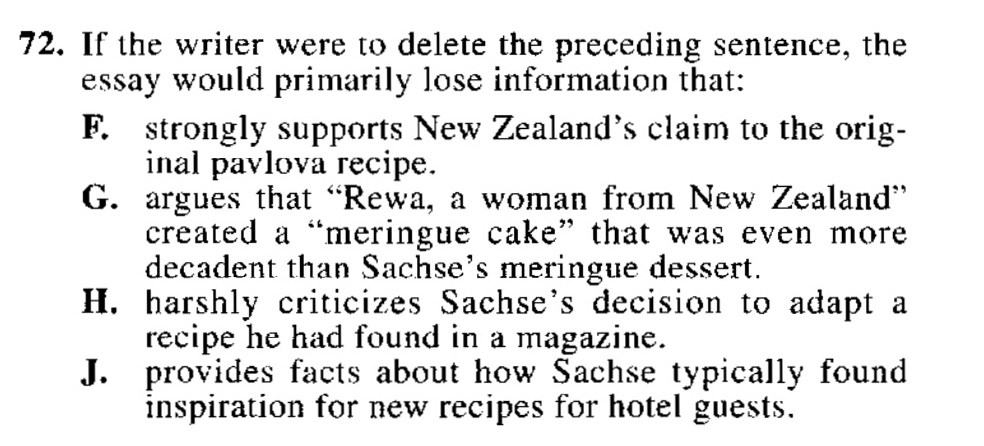 72. If the writer were to delete the preceding sentence, the
essay would primarily lose information that:
F. strongly supports New Zealand's claim to the orig-
inal pavlova recipe.
G. argues that “Rewa, a woman from New Zealand”
created a “meringue cake” that was even more
decadent than Sachse's meringue dessert.
H. harshly criticizes Sachse's decision to adapt a
recipe he had found in a magazine.
J. provides facts about how Sachse typically found
inspiration for new recipes for hotel guests.